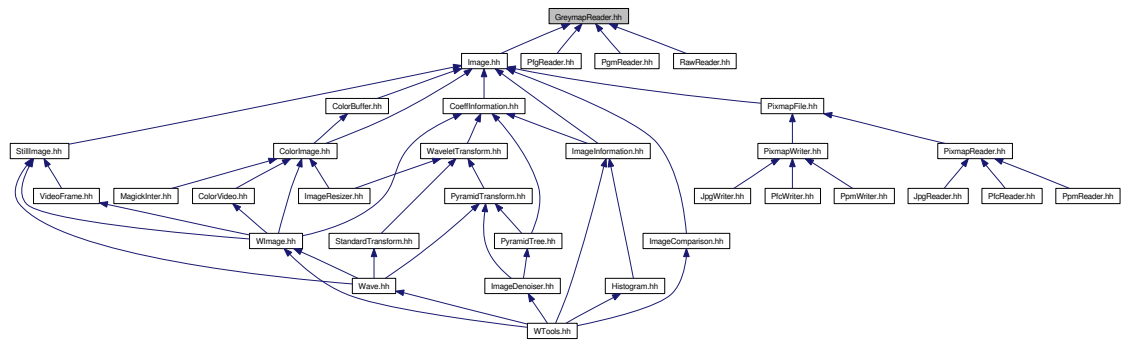 GreymapReader.hh
Image.hh PfgReader.hh PgmReader.hh RawReader.hh
ColorBuffer.hh CoeffInformation.hh PixmapFile.hh
StillImage.hh ColorImage.hh WaveletTransform.hh ImageInformation.hh PixmapWriter.hh PixmapReader.hh
VideoFrame.hh MagickInter.hh ColorVideo.hh ImageResizer.hh PyramidTransform.hh JpgWriter.hh PfcWriter.hh PpmWriter.hh JpgReader.hh PfcReader.hh PpmReader.hh
WImage.hh StandardTransform.hh PyramidTree.hh ImageComparison.hh
Wave.hh ImageDenoiser.hh Histogram.hh
WTools.hh